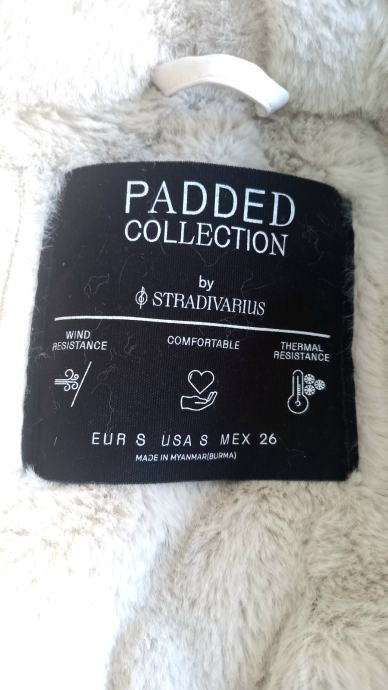 PADDED
COLLECTION
by
STRADIVARIUS
WIND
RESISTANCE
COMFORTABLE
THERMAL
RESISTANCE
EUR S USA S MEX 26
MADE IN MYANMAR(BURMA)